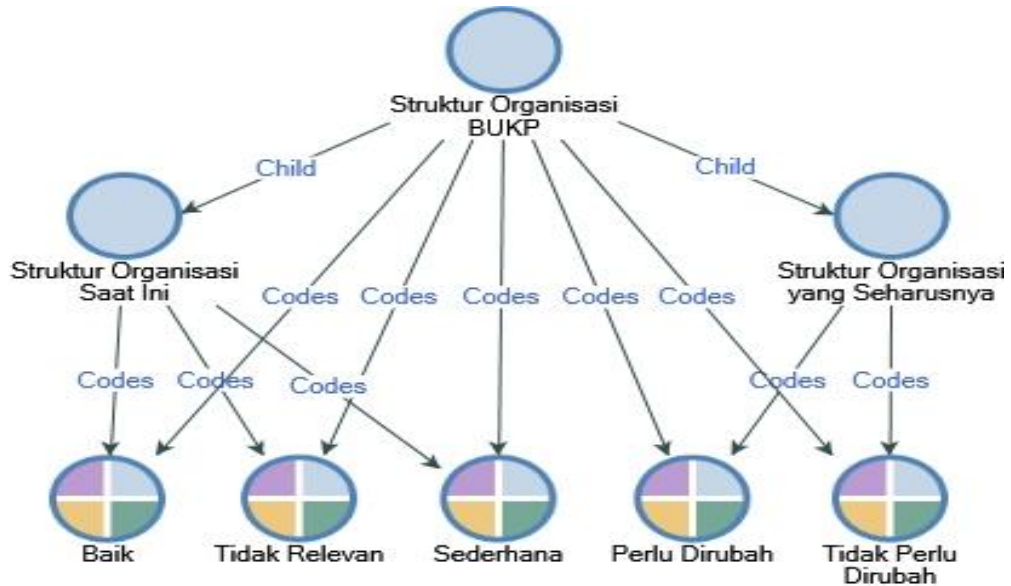 Struktur Organisasi
BUKP
Child
Child
Struktur Organisasi
Saat Ini
Struktur Organisasi
yang Seharusnya
Codes
Codes
Codes
Codes
Codes
Codes
Codes
Codes
Codes
Codes
Baik
Tidak Relevan
Sederhana
Perlu Dirubah
Tidak Perlu
Dirubah